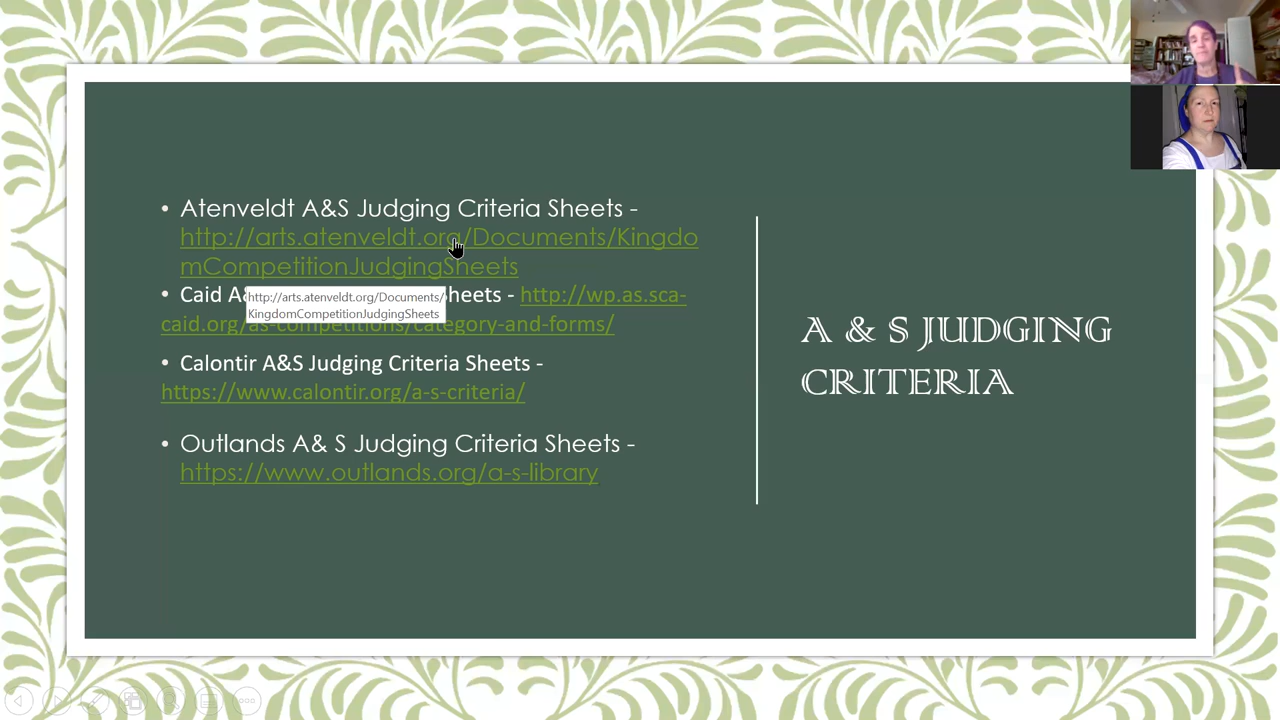 • Atenveldt A&S Judging Criteria Sheets -
http://arts.atenveldt.org/Documents/Kingdo
mCompetitionJudgingSheets
• Caid A& heets - http://wp.as.sca-
caid.org/as-competitions/category-and-forms/
http://arts.atenveldt.org/Documents/
KingdomCompetitionJudgingSheets
• Calontir A&S Judging Criteria Sheets -
https://www.calontir.org/a-s-criteria/
• Outlands A& S Judging Criteria Sheets -
https://www.outlands.org/a-s-library
A & S JUDGING
CRITERIA